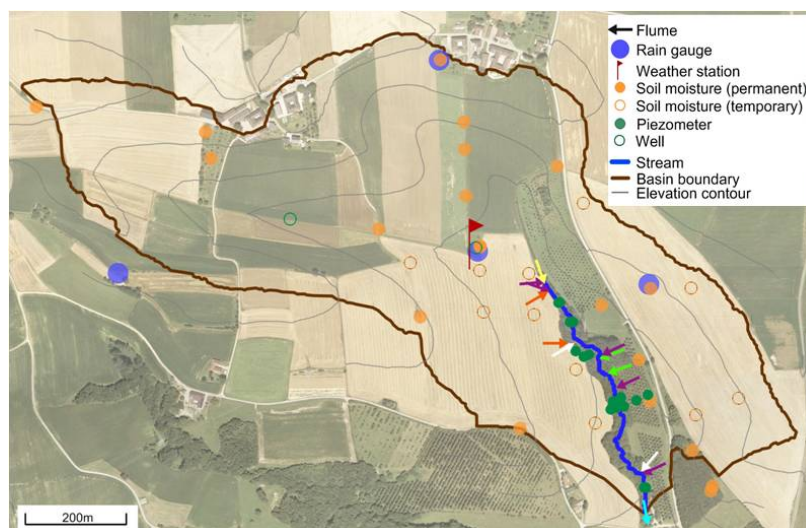 Flume
Rain gauge
Weather station
Soil moisture (permanent)
Soil moisture (temporary)
Piezometer
Well
Stream
Basin boundary
Elevation contour
200m